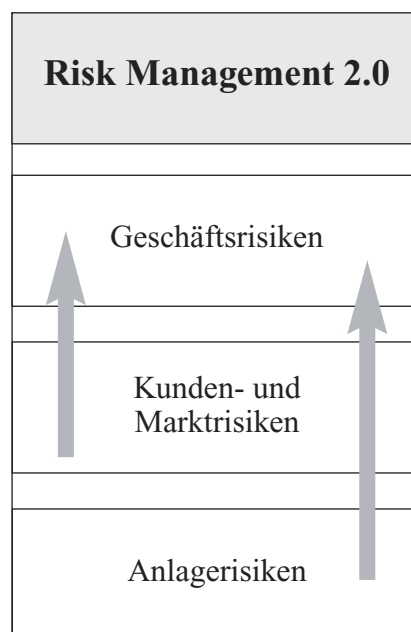 Risk Management 2.0
Geschäftsrisiken
Kunden- und
Marktrisiken
Anlagerisiken